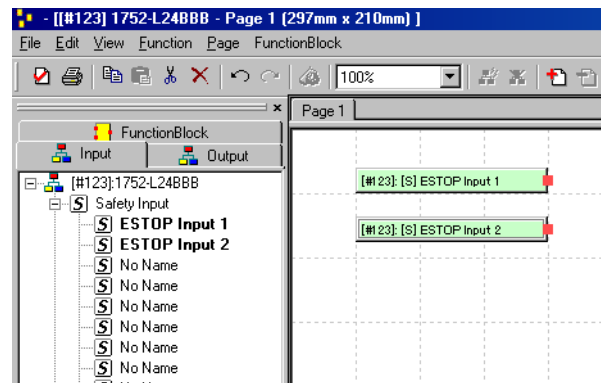 - [[#123] 1752-L24BBB - Page 1 (297mm x 210mm) ]
File Edit View Function Page FunctionBlock
100%
Page 1
FunctionBlock
Input Output
[#123]:1752-L24BBB
S Safety Input
S ESTOP Input 1
S ESTOP Input 2
S No Name
S No Name
S No Name
S No Name
S No Name
S No Name
[#123]: [S] ESTOP Input 1
[#123]: [S] ESTOP Input 2